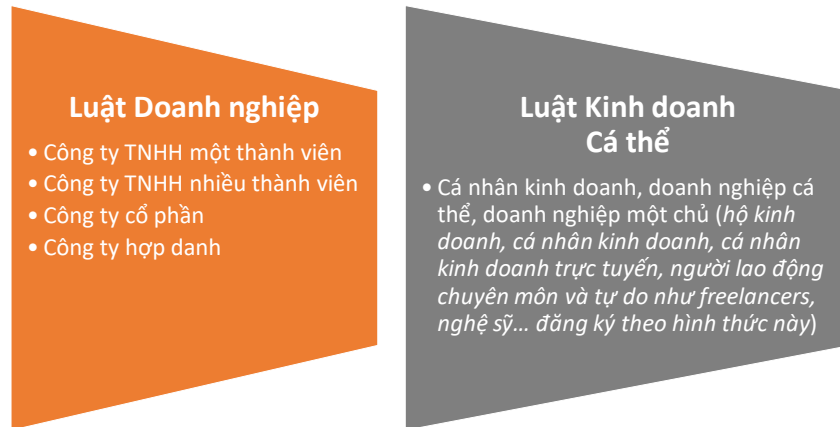 Luật Doanh nghiệp
• Công ty TNHH một thành viên
• Công ty TNHH nhiều thành viên
• Công ty cổ phần
• Công ty hợp danh
Luật Kinh doanh
Cá thể
• Cá nhân kinh doanh, doanh nghiệp cá
thể, doanh nghiệp một chủ (hộ kinh
doanh, cá nhân kinh doanh, cá nhân
kinh doanh trực tuyến, người lao động
chuyên môn và tự do như freelancers,
nghệ sỹ... đăng ký theo hình thức này)